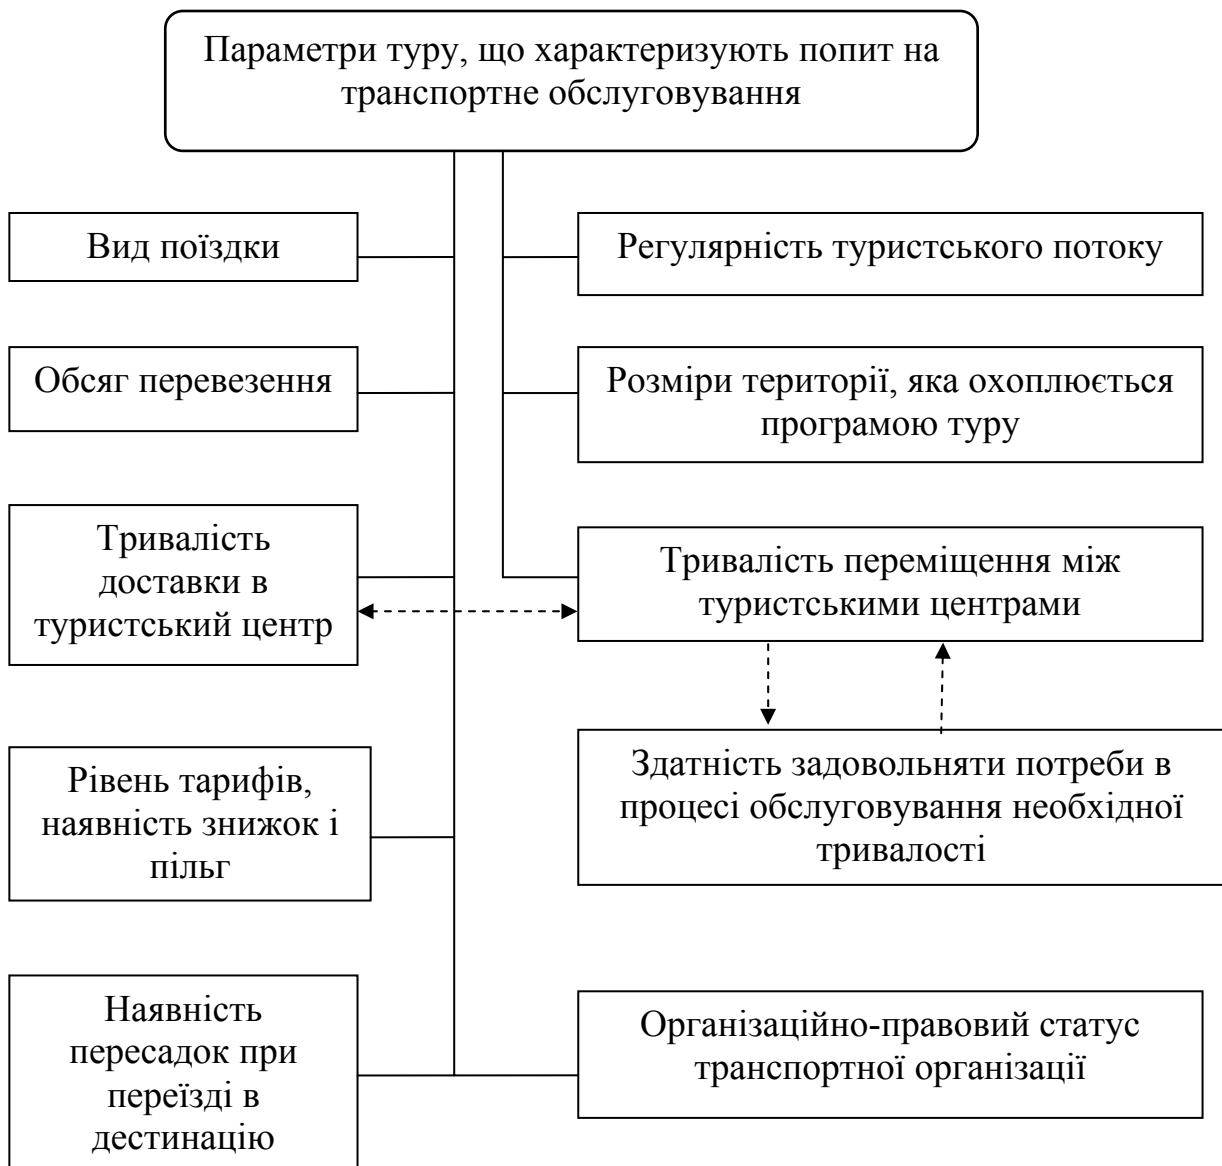 Параметри туру, що характеризують попит на
транспортне обслуговування
Вид поїздки
Регулярність туристського потоку
Обсяг перевезення
Розміри території, яка охоплюється
програмою туру
Тривалість
доставки в
туристський центр
Тривалість переміщення між
туристськими центрами
Рівень тарифів,
наявність знижок і
пільг
Здатність задовольняти потреби в
процесі обслуговування необхідної
тривалості
Наявність
пересадок при
переїзді в
дестинацію
Організаційно-правовий статус
транспортної організації